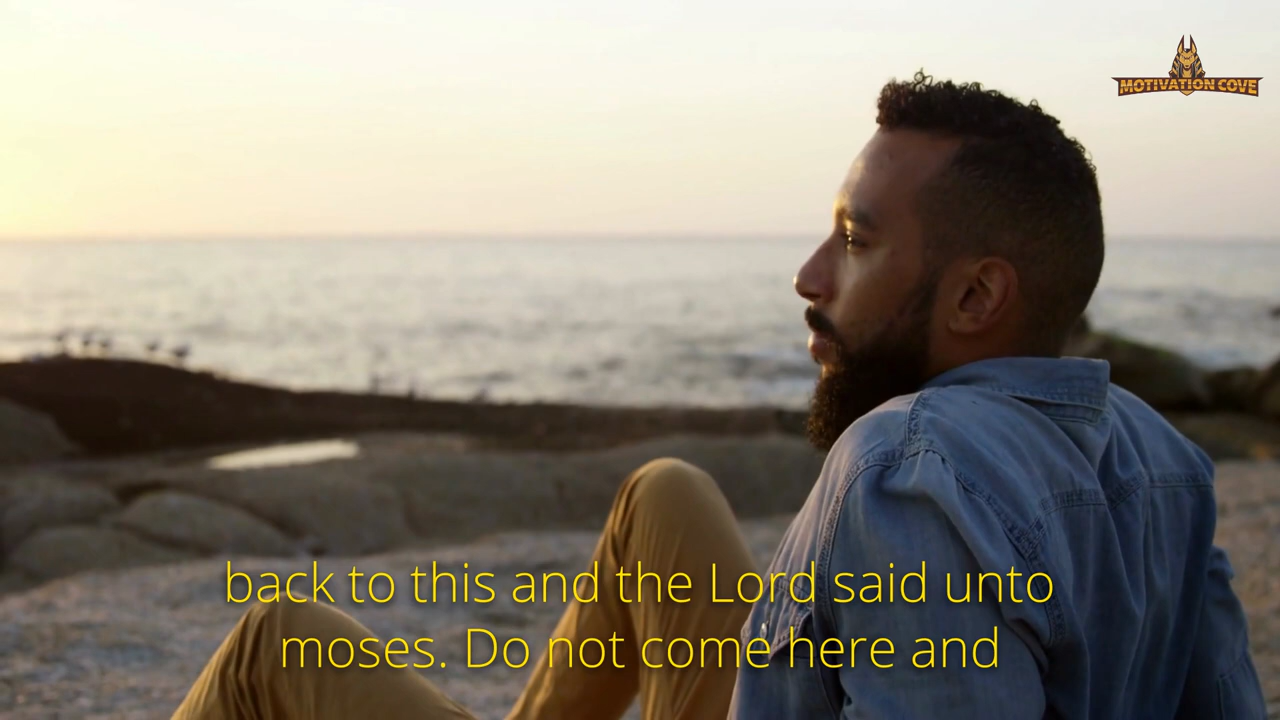 MOTIVATION COVE
back to this and the Lord said unto
moses. Do not come here and